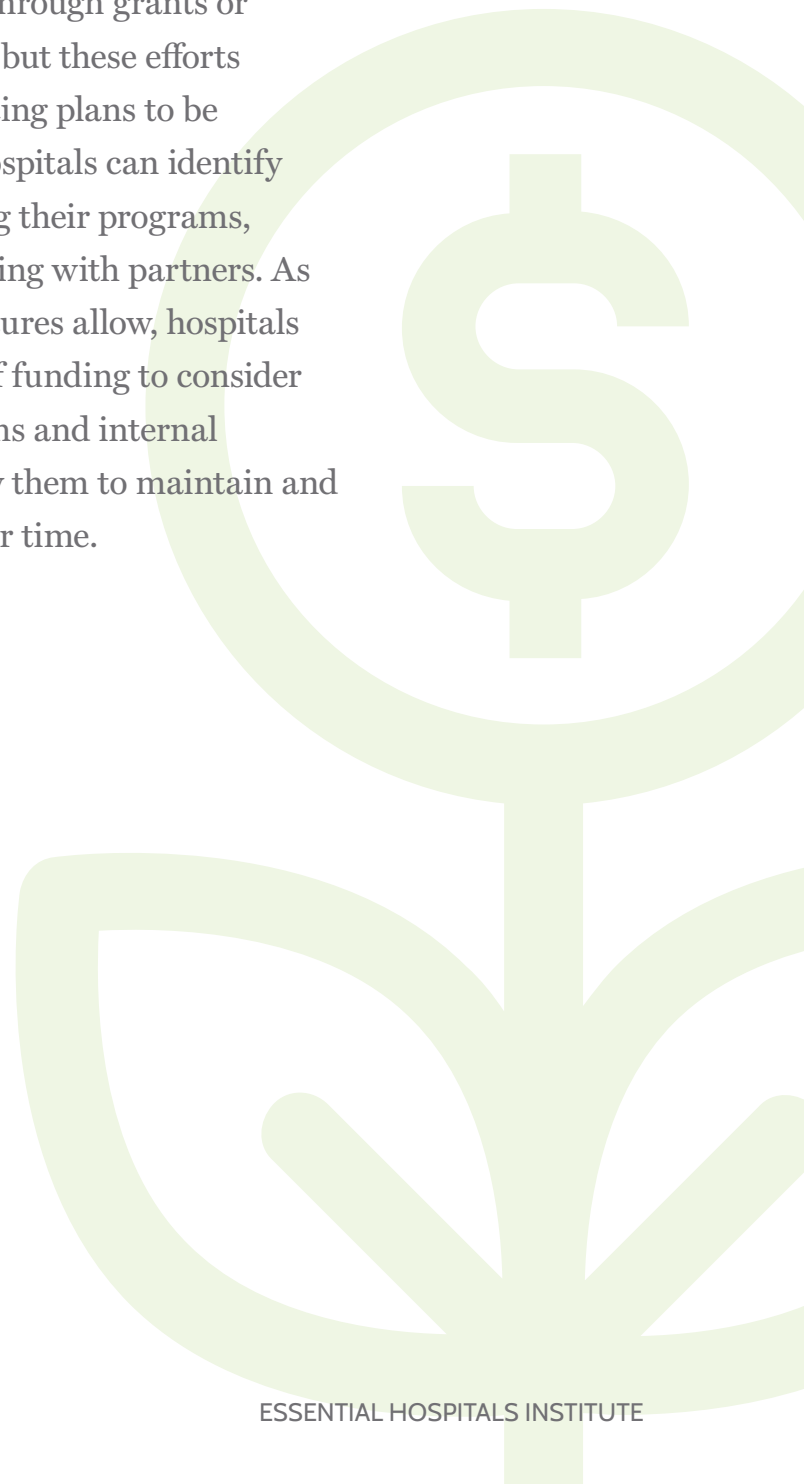 through grants or
but these efforts
ing plans to be
spitals can identify
g their programs,
ing with partners. As
ures allow, hospitals
f funding to consider
ns and internal
them to maintain and
r time.
$
ESSENTIAL HOSPITALS INSTITUTE